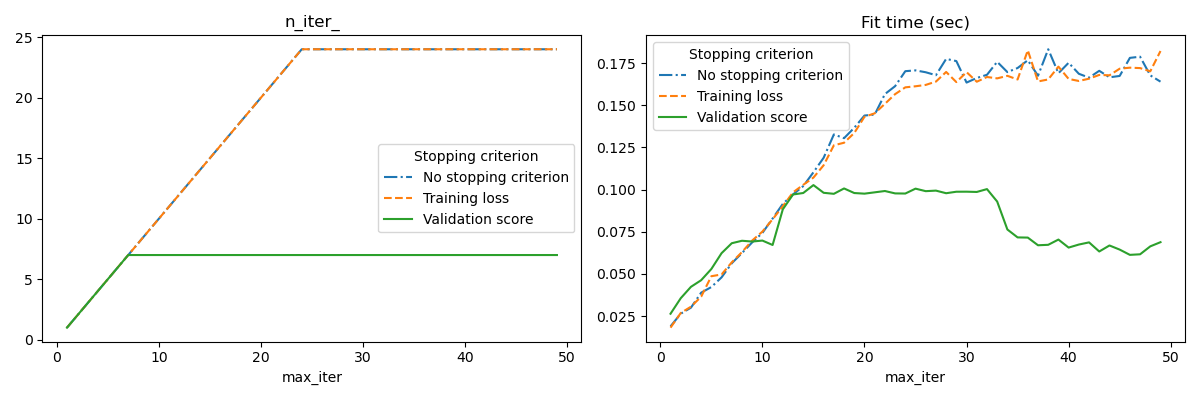 n_iter_
25
20
15
10
5
0
Stopping criterion
No stopping criterion
Training loss
Validation score
0 10 20 30 40 50
max_iter
Fit time (sec)
0.175
0.150
0.125
0.100
0.075
0.050
0.025
Stopping criterion
No stopping criterion
Training loss
Validation score
0 10 20 30 40 50
max_iter